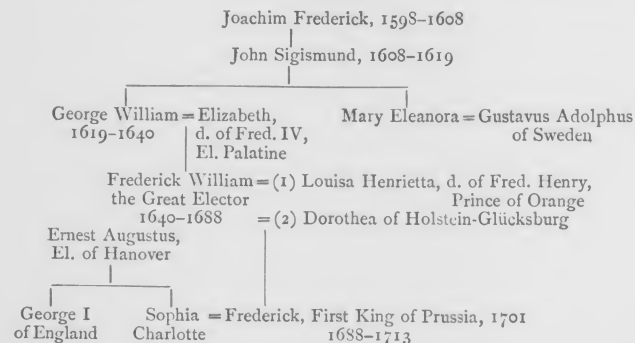 Joachim Frederick, 1598–1608
John Sigismund, 1608–1619
George William = Elizabeth, Mary Eleanora = Gustavus Adolphus
1619–1640 d. of Fred. IV, of Sweden
El. Palatine
Frederick William = (1) Louisa Henrietta, d. of Fred. Henry,
the Great Elector Prince of Orange
1640–1688 = (2) Dorothea of Holstein-Glücksburg
Ernest Augustus,
El. of Hanover
George I Sophia = Frederick, First King of Prussia, 1701
of England Charlotte 1688–1713